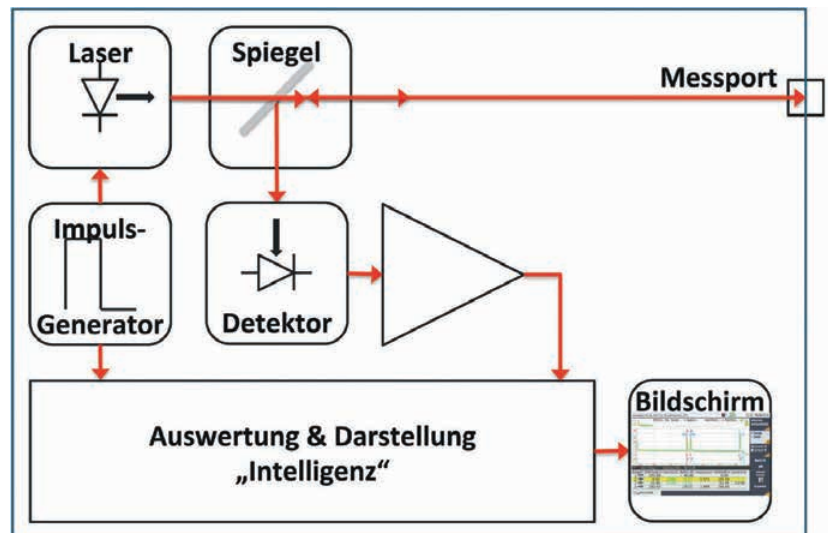 Laser
Spiegel
Messport
Impuls-
Generator
Detektor
Auswertung & Darstellung
„Intelligenz“
Bildschirm